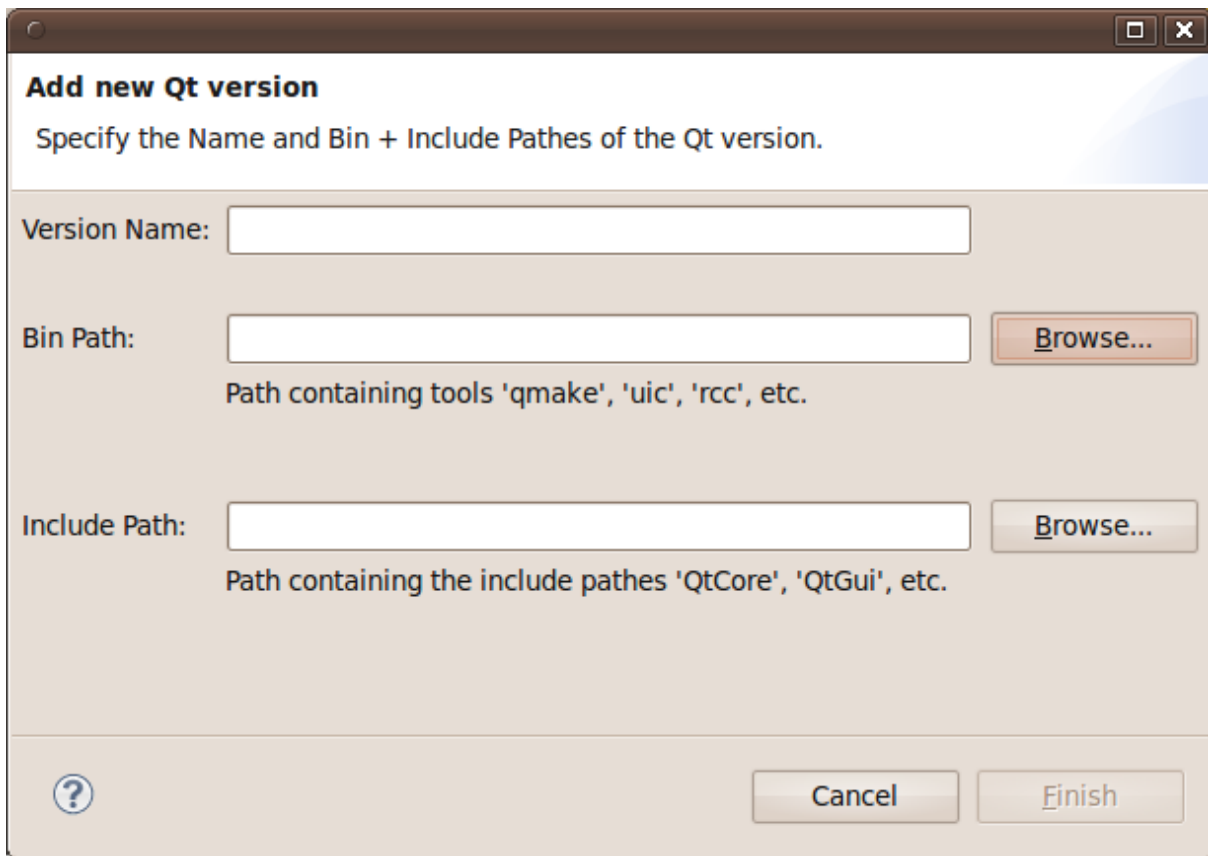 Add new Qt version
Specify the Name and Bin + Include Pathes of the Qt version.
Version Name:
Bin Path:
Browse...
Path containing tools 'qmake', 'uic', 'rcc', etc.
Include Path:
Browse...
Path containing the include pathes 'QtCore', 'QtGui', etc.
?
Cancel
Finish